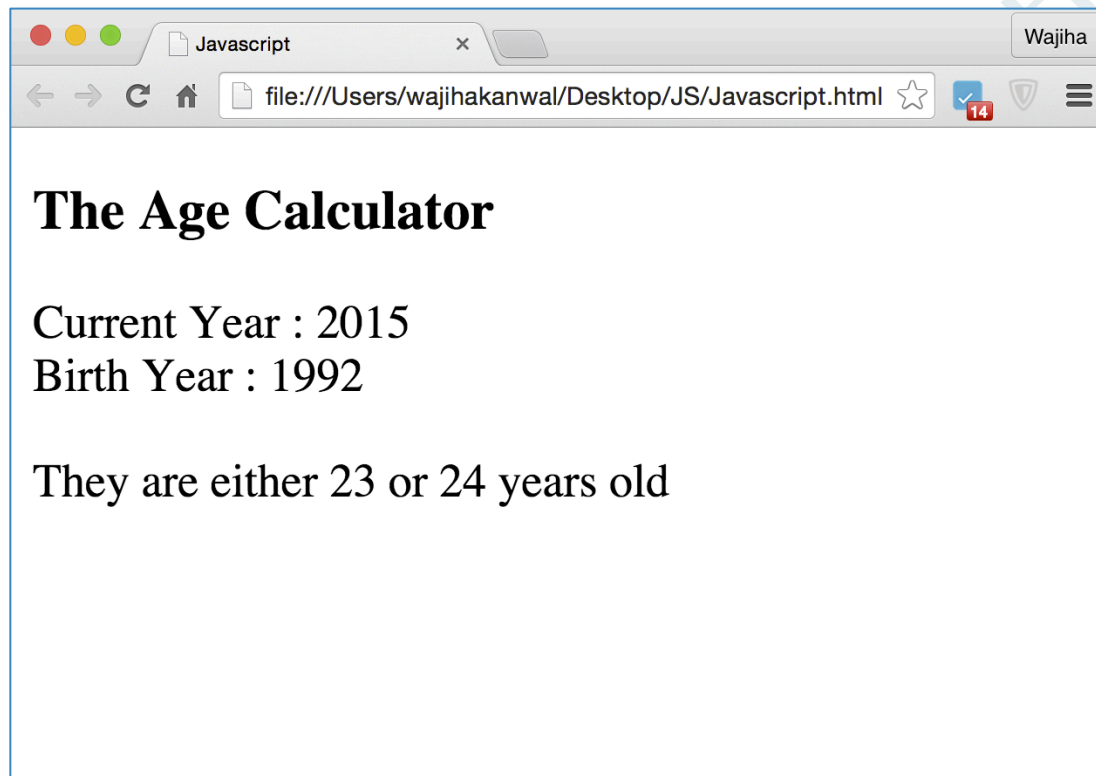 Javascript × Wajiha
file:///Users/wajihakanwal/Desktop/JS/Javascript.html 14
The Age Calculator
Current Year : 2015
Birth Year : 1992
They are either 23 or 24 years old